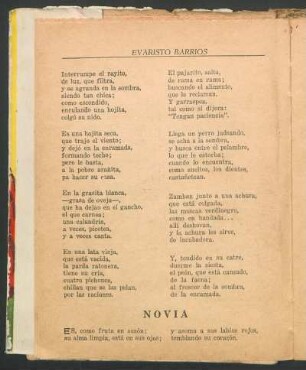 EVARISTO BARRIOS
Interrumpe el rayito,
de luz, que filtra,
y se agranda en la sombra,
siendo tan chica;
como escondido,
enrulando una hojita,
colgó su nido.
Es una hojita seca,
que trajo el viento;
y dejó en la enramada,
formando techo;
pero le basta,
a la pobre arañita,
pa hacer su casa.
En la grasita blanca,
—grasa de oveja—,
que ha dejao en el gancho,
el que carnea;
una calandria,
a veces, picotea,
y a veces canta.
En una lata vieja,
que está vacida,
la parda ratonera,
tiene su cría,
cuatro pichones,
chillan que se las pelan,
por las raciones.
El pajarito, salta,
de rama en rama;
buscando el alimento,
que le reclaman.
Y gurrupea,
tal como si dijera:
"Tengan paciencia".
Llega un perro jadeando,
se echa a la sombra,
y busca entre el pelambre,
lo que le estorba;
cuando lo encuentra,
como sonidos, los dientes,
castañetean.
Zumban junto a una achura,
que está colgada,
las moscas verdinegras,
como en bandada...
allí deshovan,
y la achura les sirve,
de incubadora.
Y, tendido en su catre,
duerme la siesta,
el peón, que está cansado,
de la faena;
al frescor de la sombra,
de la enramada.
NOVIA
ES, como fruta en sazón;
su alma limpia, está en sus ojos;
y asoma a sus labios rojos,
temblando su corazón.